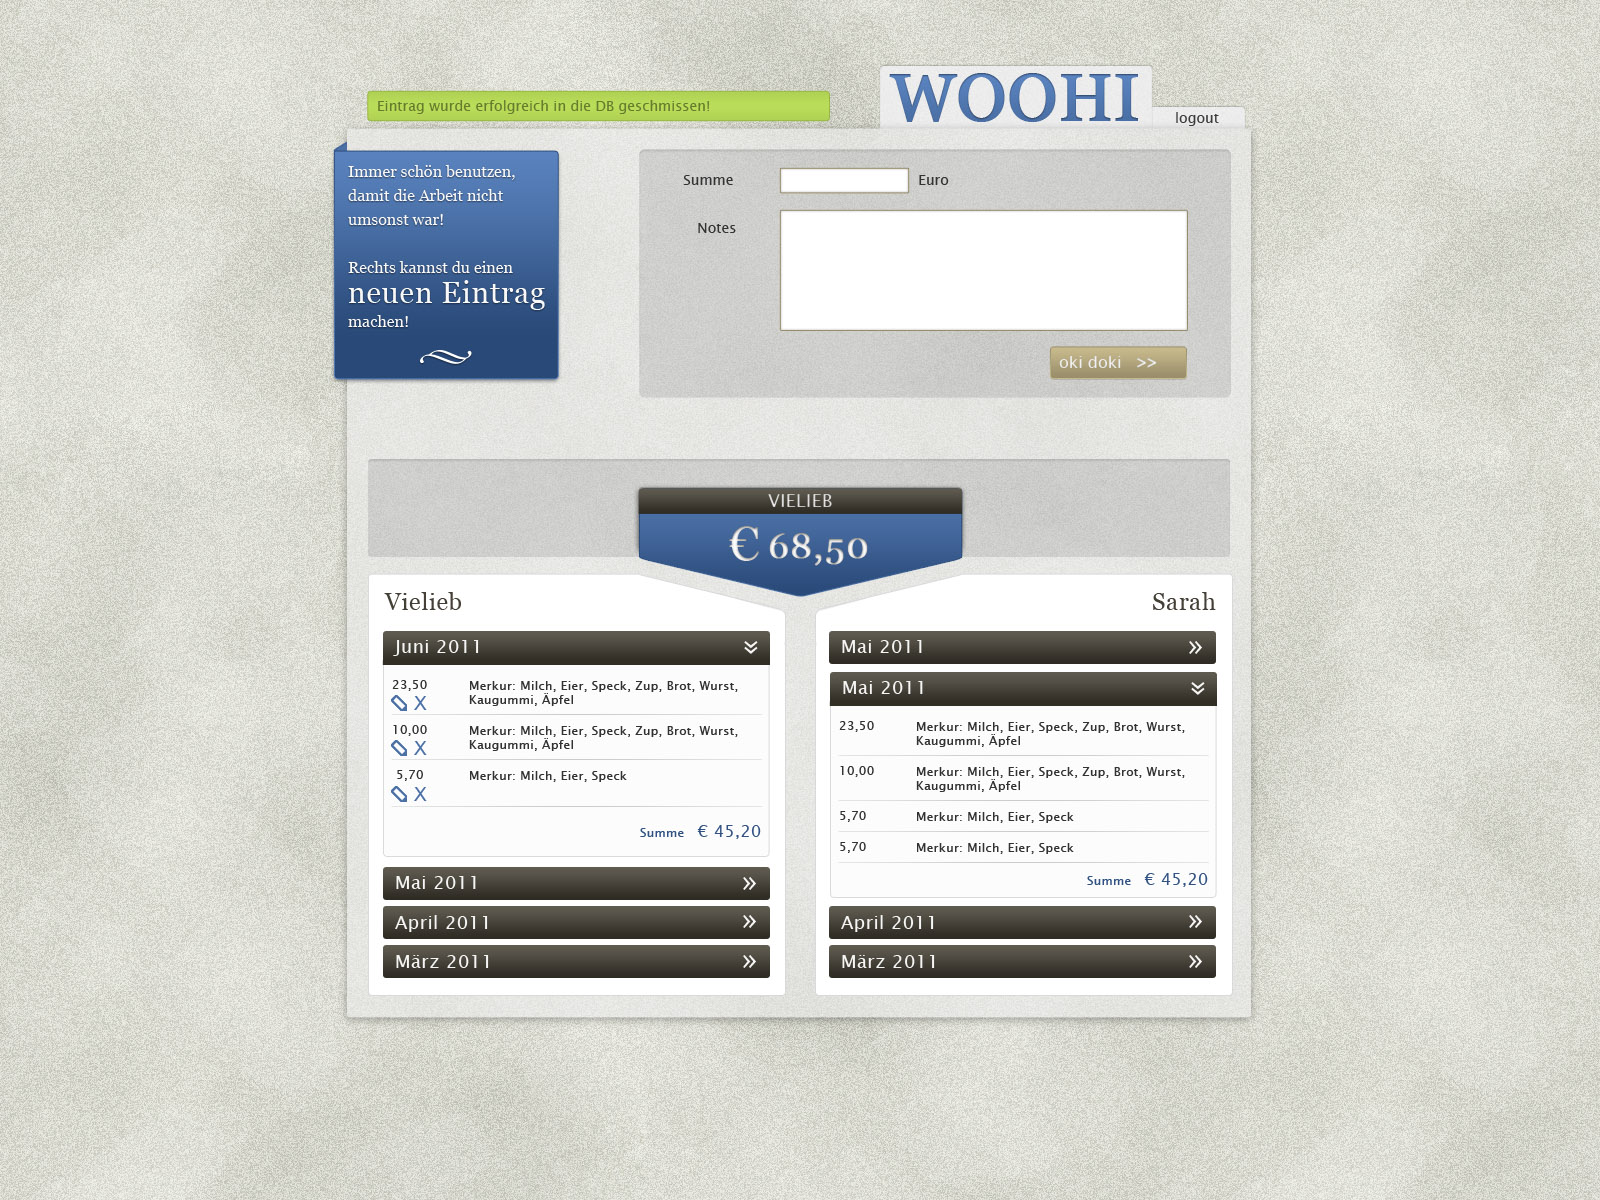 Eintrag wurde erfolgreich in die DB geschmissen!
WOOHI
logout
Immer schön benutzen,
damit die Arbeit nicht
umsonst war!
Rechts kannst du einen
neuen Eintrag
machen!
Summe
Euro
Notes
oki doki >>
VIELIEB
€ 68,50
Vielieb
Juni 2011
23,50
Merkur: Milch, Eier, Speck, Zup, Brot, Wurst,
Kaugummi, Äpfel
X
10,00
Merkur: Milch, Eier, Speck, Zup, Brot, Wurst,
Kaugummi, Äpfel
X
5,70
Merkur: Milch, Eier, Speck
X
Summe € 45,20
Mai 2011
April 2011
März 2011
Sarah
Mai 2011
Mai 2011
23,50
Merkur: Milch, Eier, Speck, Zup, Brot, Wurst,
Kaugummi, Äpfel
10,00
Merkur: Milch, Eier, Speck, Zup, Brot, Wurst,
Kaugummi, Äpfel
5,70
Merkur: Milch, Eier, Speck
5,70
Merkur: Milch, Eier, Speck
Summe € 45,20
April 2011
März 2011